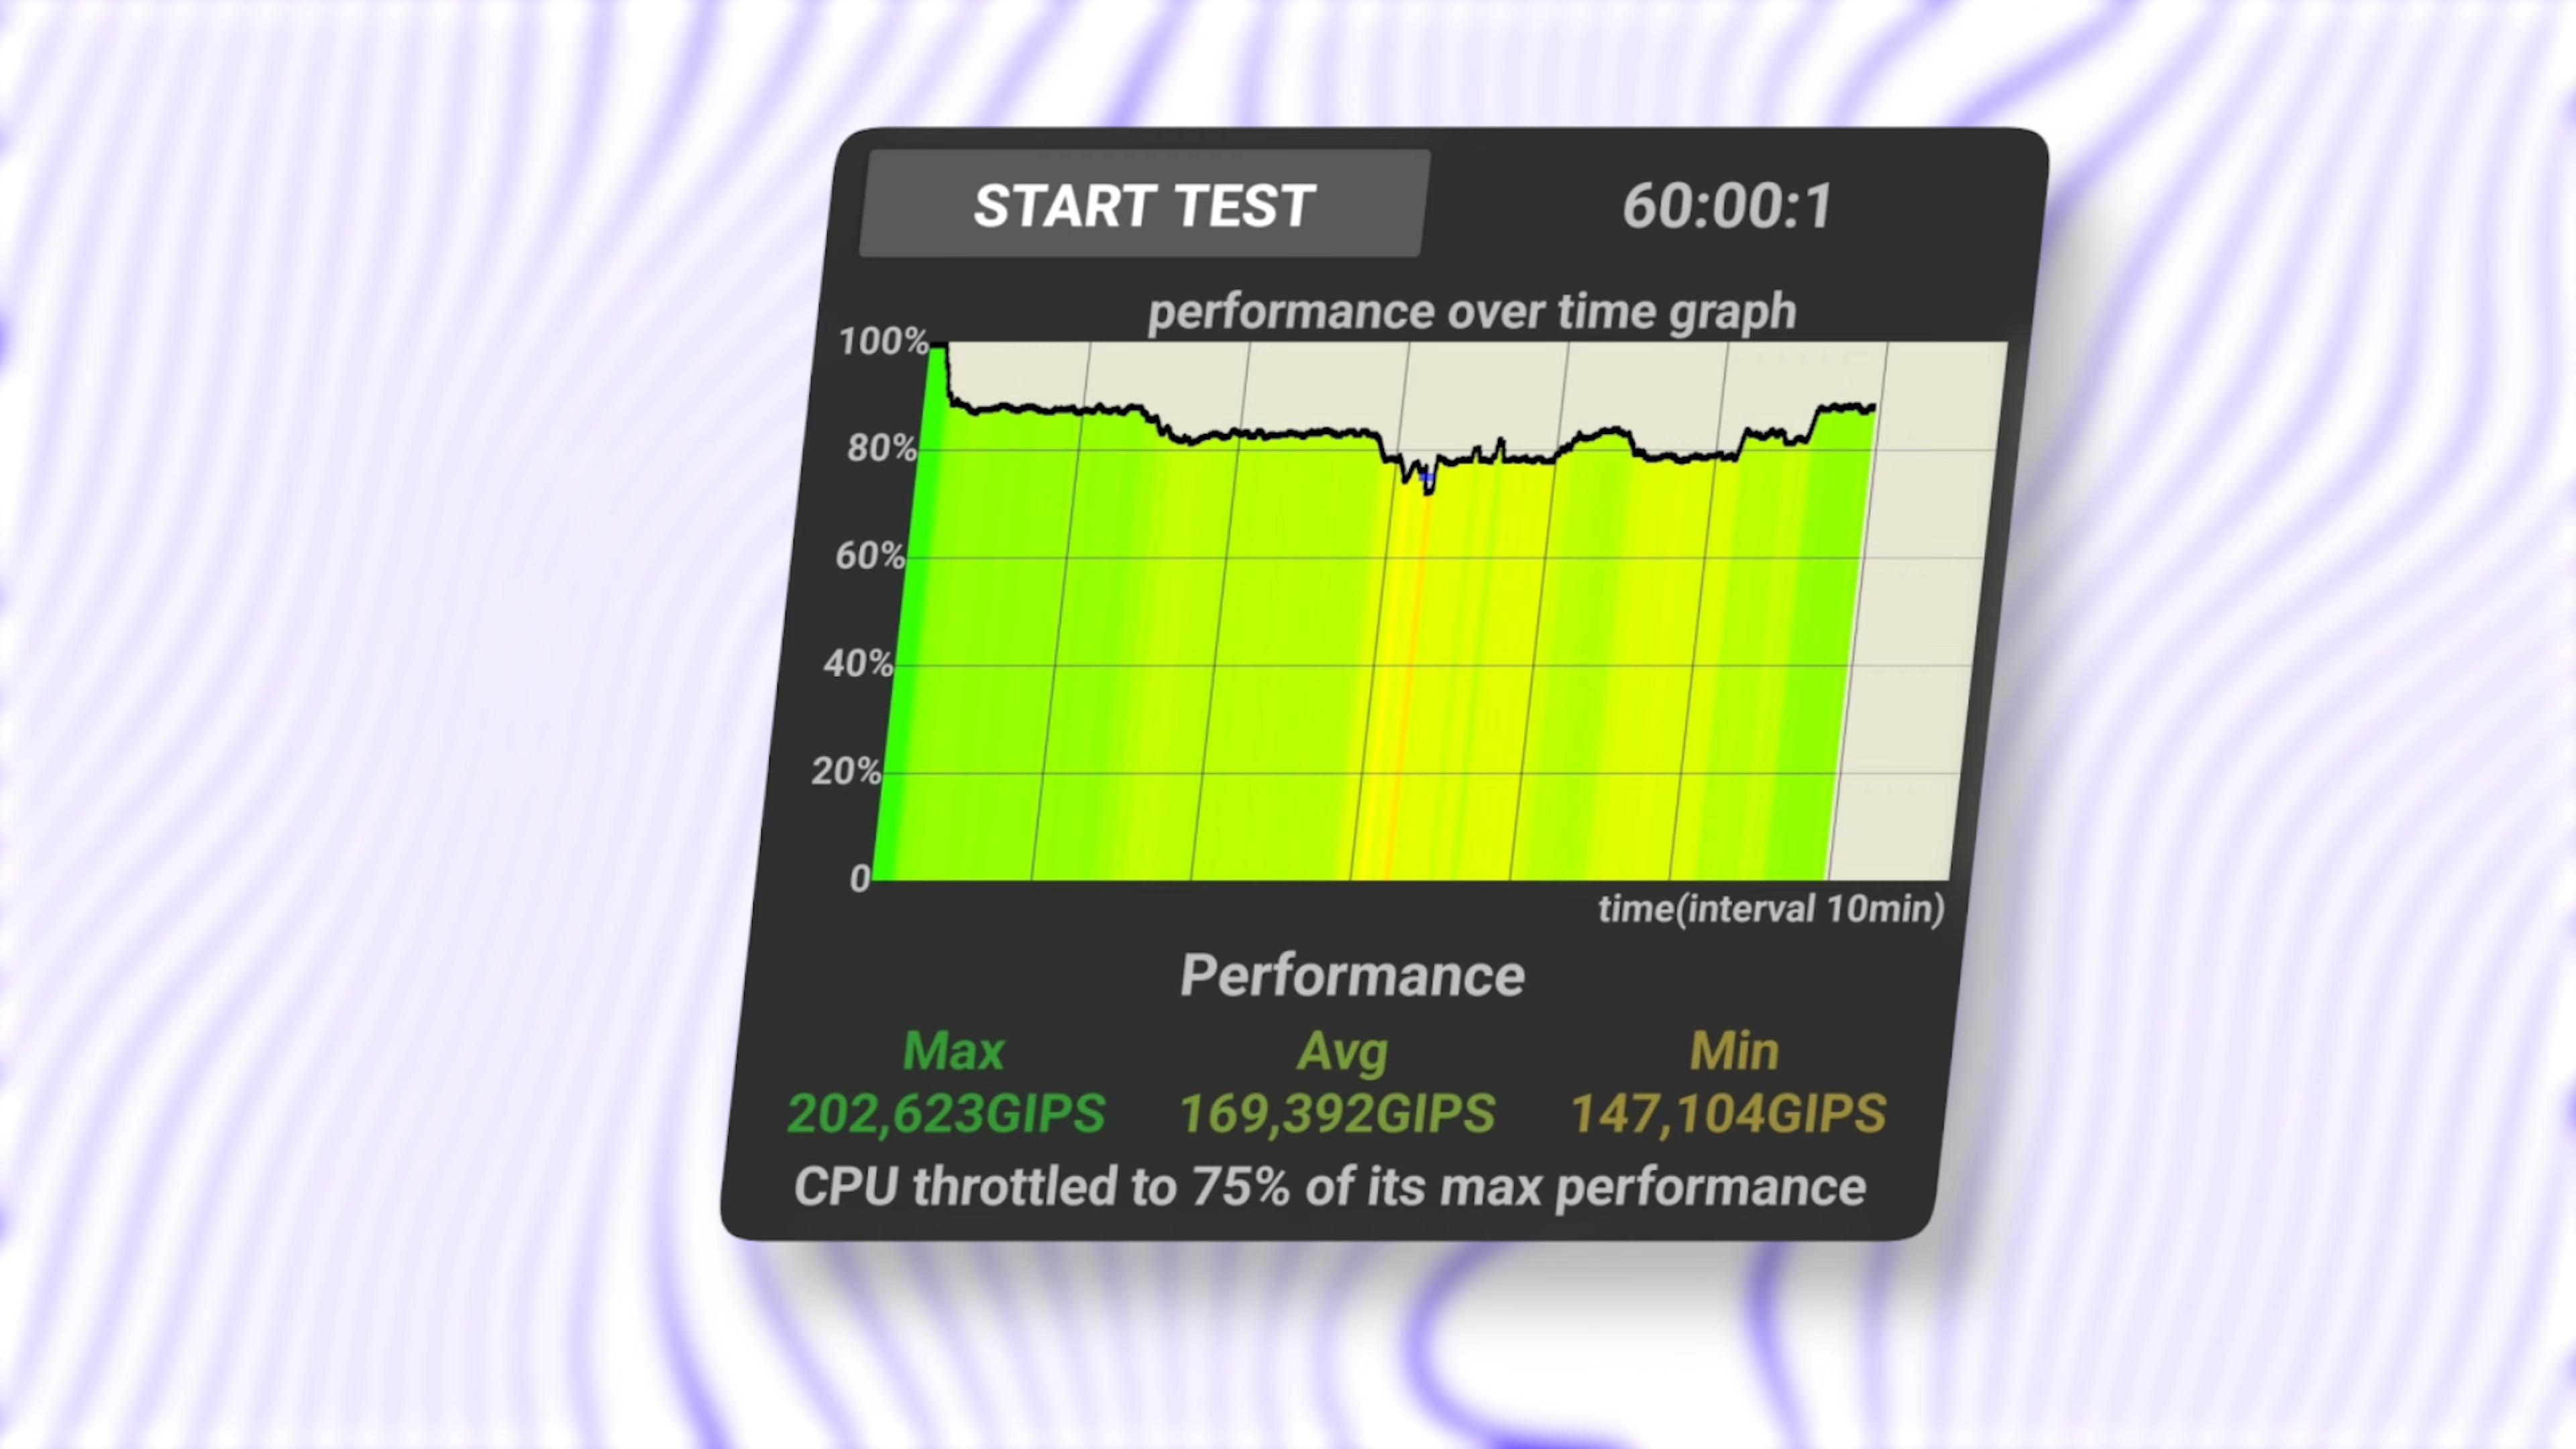 START TEST
60:00:1
performance over time graph
100%
80%
60%
40%
20%
0
time(interval 10min)
Performance
Max
Avg
Min
202,623GIPS
169,392GIPS
147,104GIPS
CPU throttled to 75% of its max performance